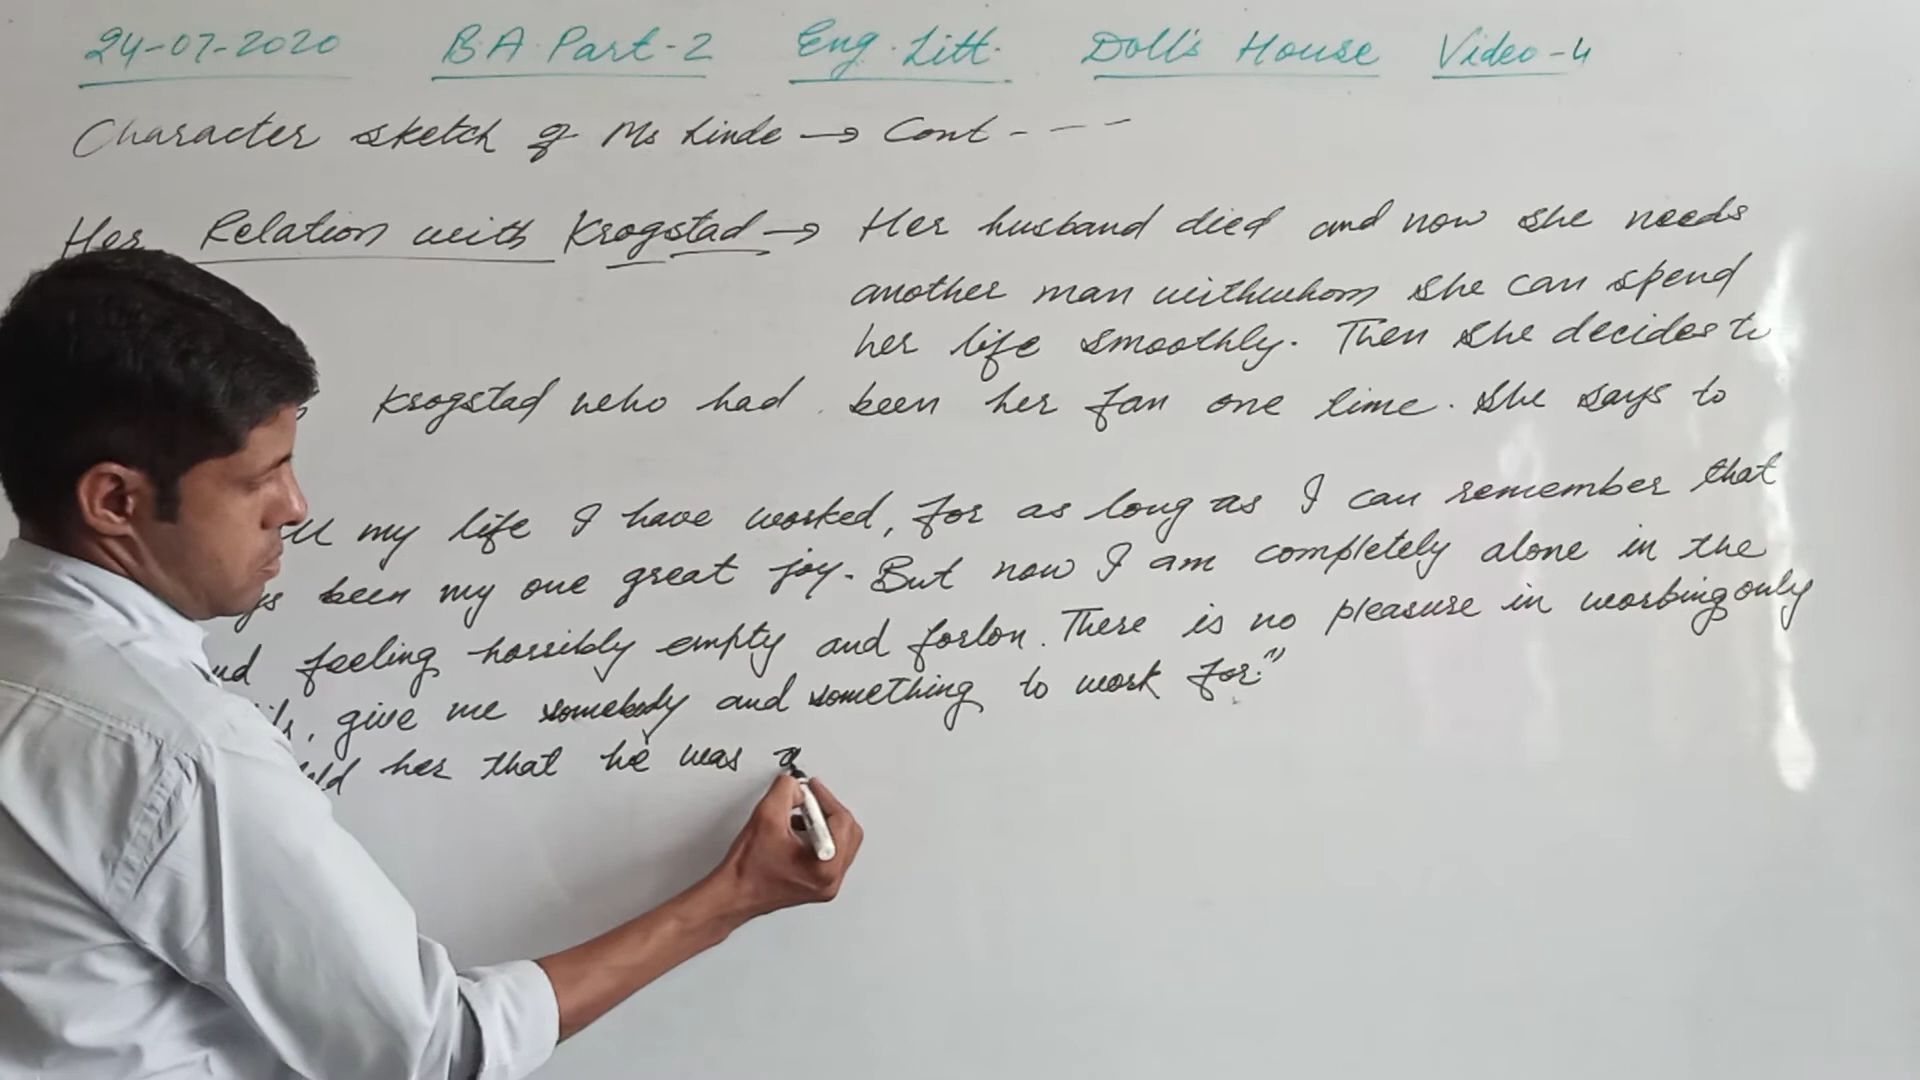 24-07-2020 B.A. Part-2 Eng. Litt. Doll's House Video-4
Character sketch of Ms Linde → Cont - - - -
Her Relation with Krogstad → Her husband died and now she needs
another man withwhom she can spend
her life smoothly. Then she decides to
Krogstad who had been her fan one time. She says to
my life I have worked, for as long as I can remember that
been my one great joy. But now I am completely alone in the
feeling horribly empty and forlon. There is no pleasure in working only
give me somebody and something to work for."
her that he was